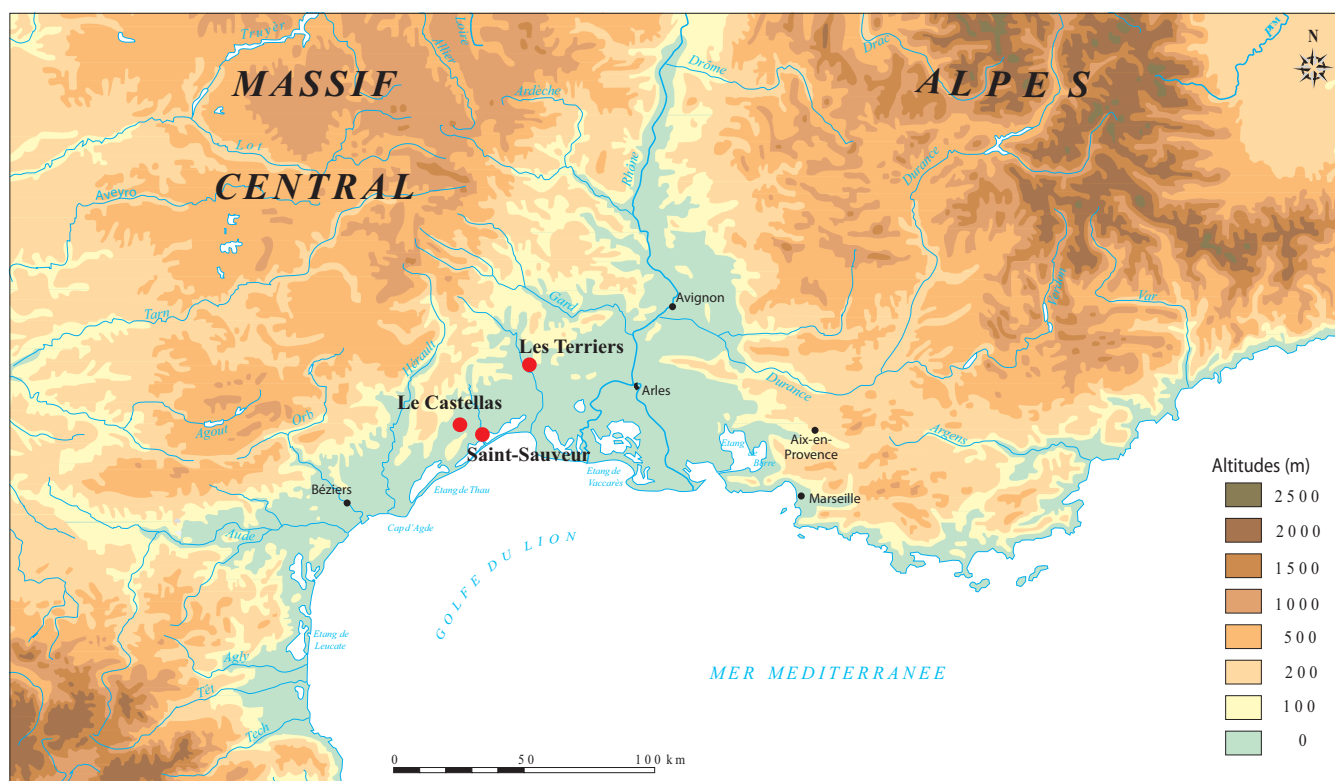 Truyèr
Allier
Loire
Drac
N
MASSIF
ALPES
Drôme
Ardèche
Lot
Rhône
Durance
Aveyro
CENTRAL
Avignon
Gard
Verdon
Var
Tarn
Les Terriers
Hérault
Durance
Arles
Le Castellas
Orb
Agout
Saint-Sauveur
Aix-en-
Provence
Argens
Etang
de Berre
Etang de
Vaccarès
Béziers
Etang de Thau
Marseille
Cap d'Agde
Aude
GOLFE DU LION
Etang de
Leucate
Agly
Têt
Tech
MER MEDITERRANEE
Altitudes (m)
2500
2000
1500
1000
500
200
100
0
0 100 km